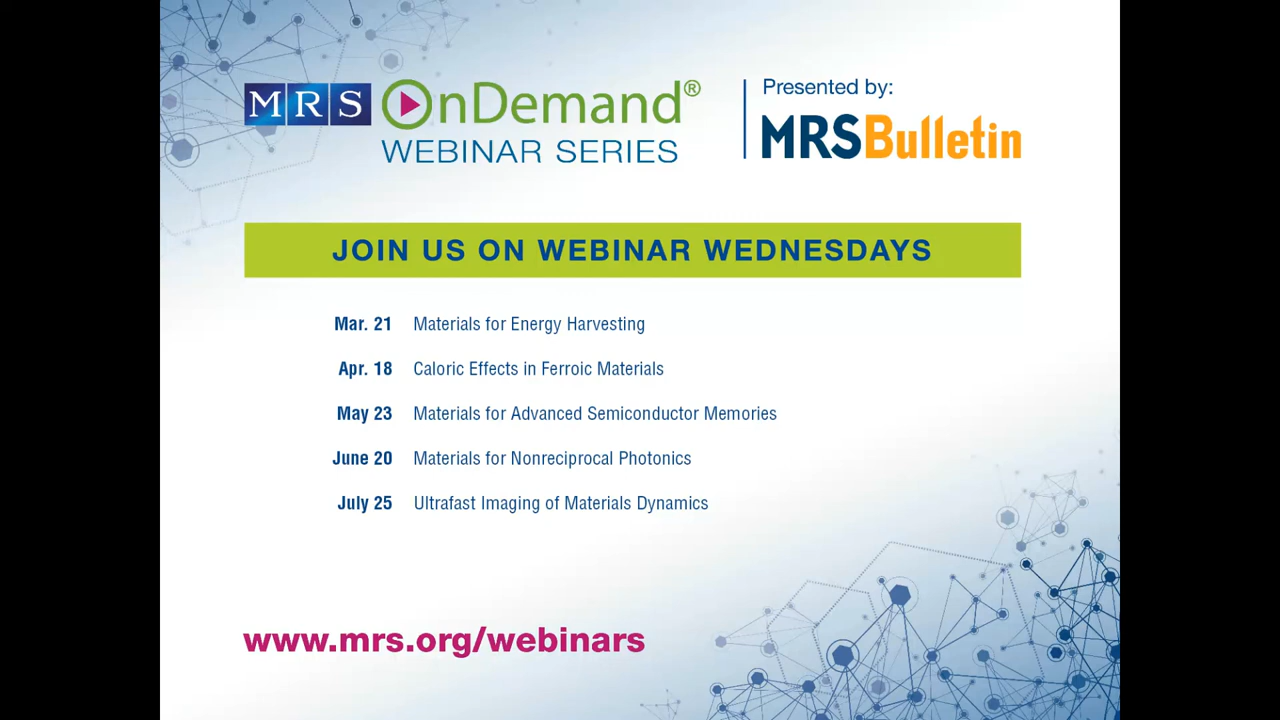 MRS OnDemand®
WEBINAR SERIES
Presented by:
MRS Bulletin
JOIN US ON WEBINAR WEDNESDAYS
Mar. 21 Materials for Energy Harvesting
Apr. 18 Caloric Effects in Ferroic Materials
May 23 Materials for Advanced Semiconductor Memories
June 20 Materials for Nonreciprocal Photonics
July 25 Ultrafast Imaging of Materials Dynamics
www.mrs.org/webinars